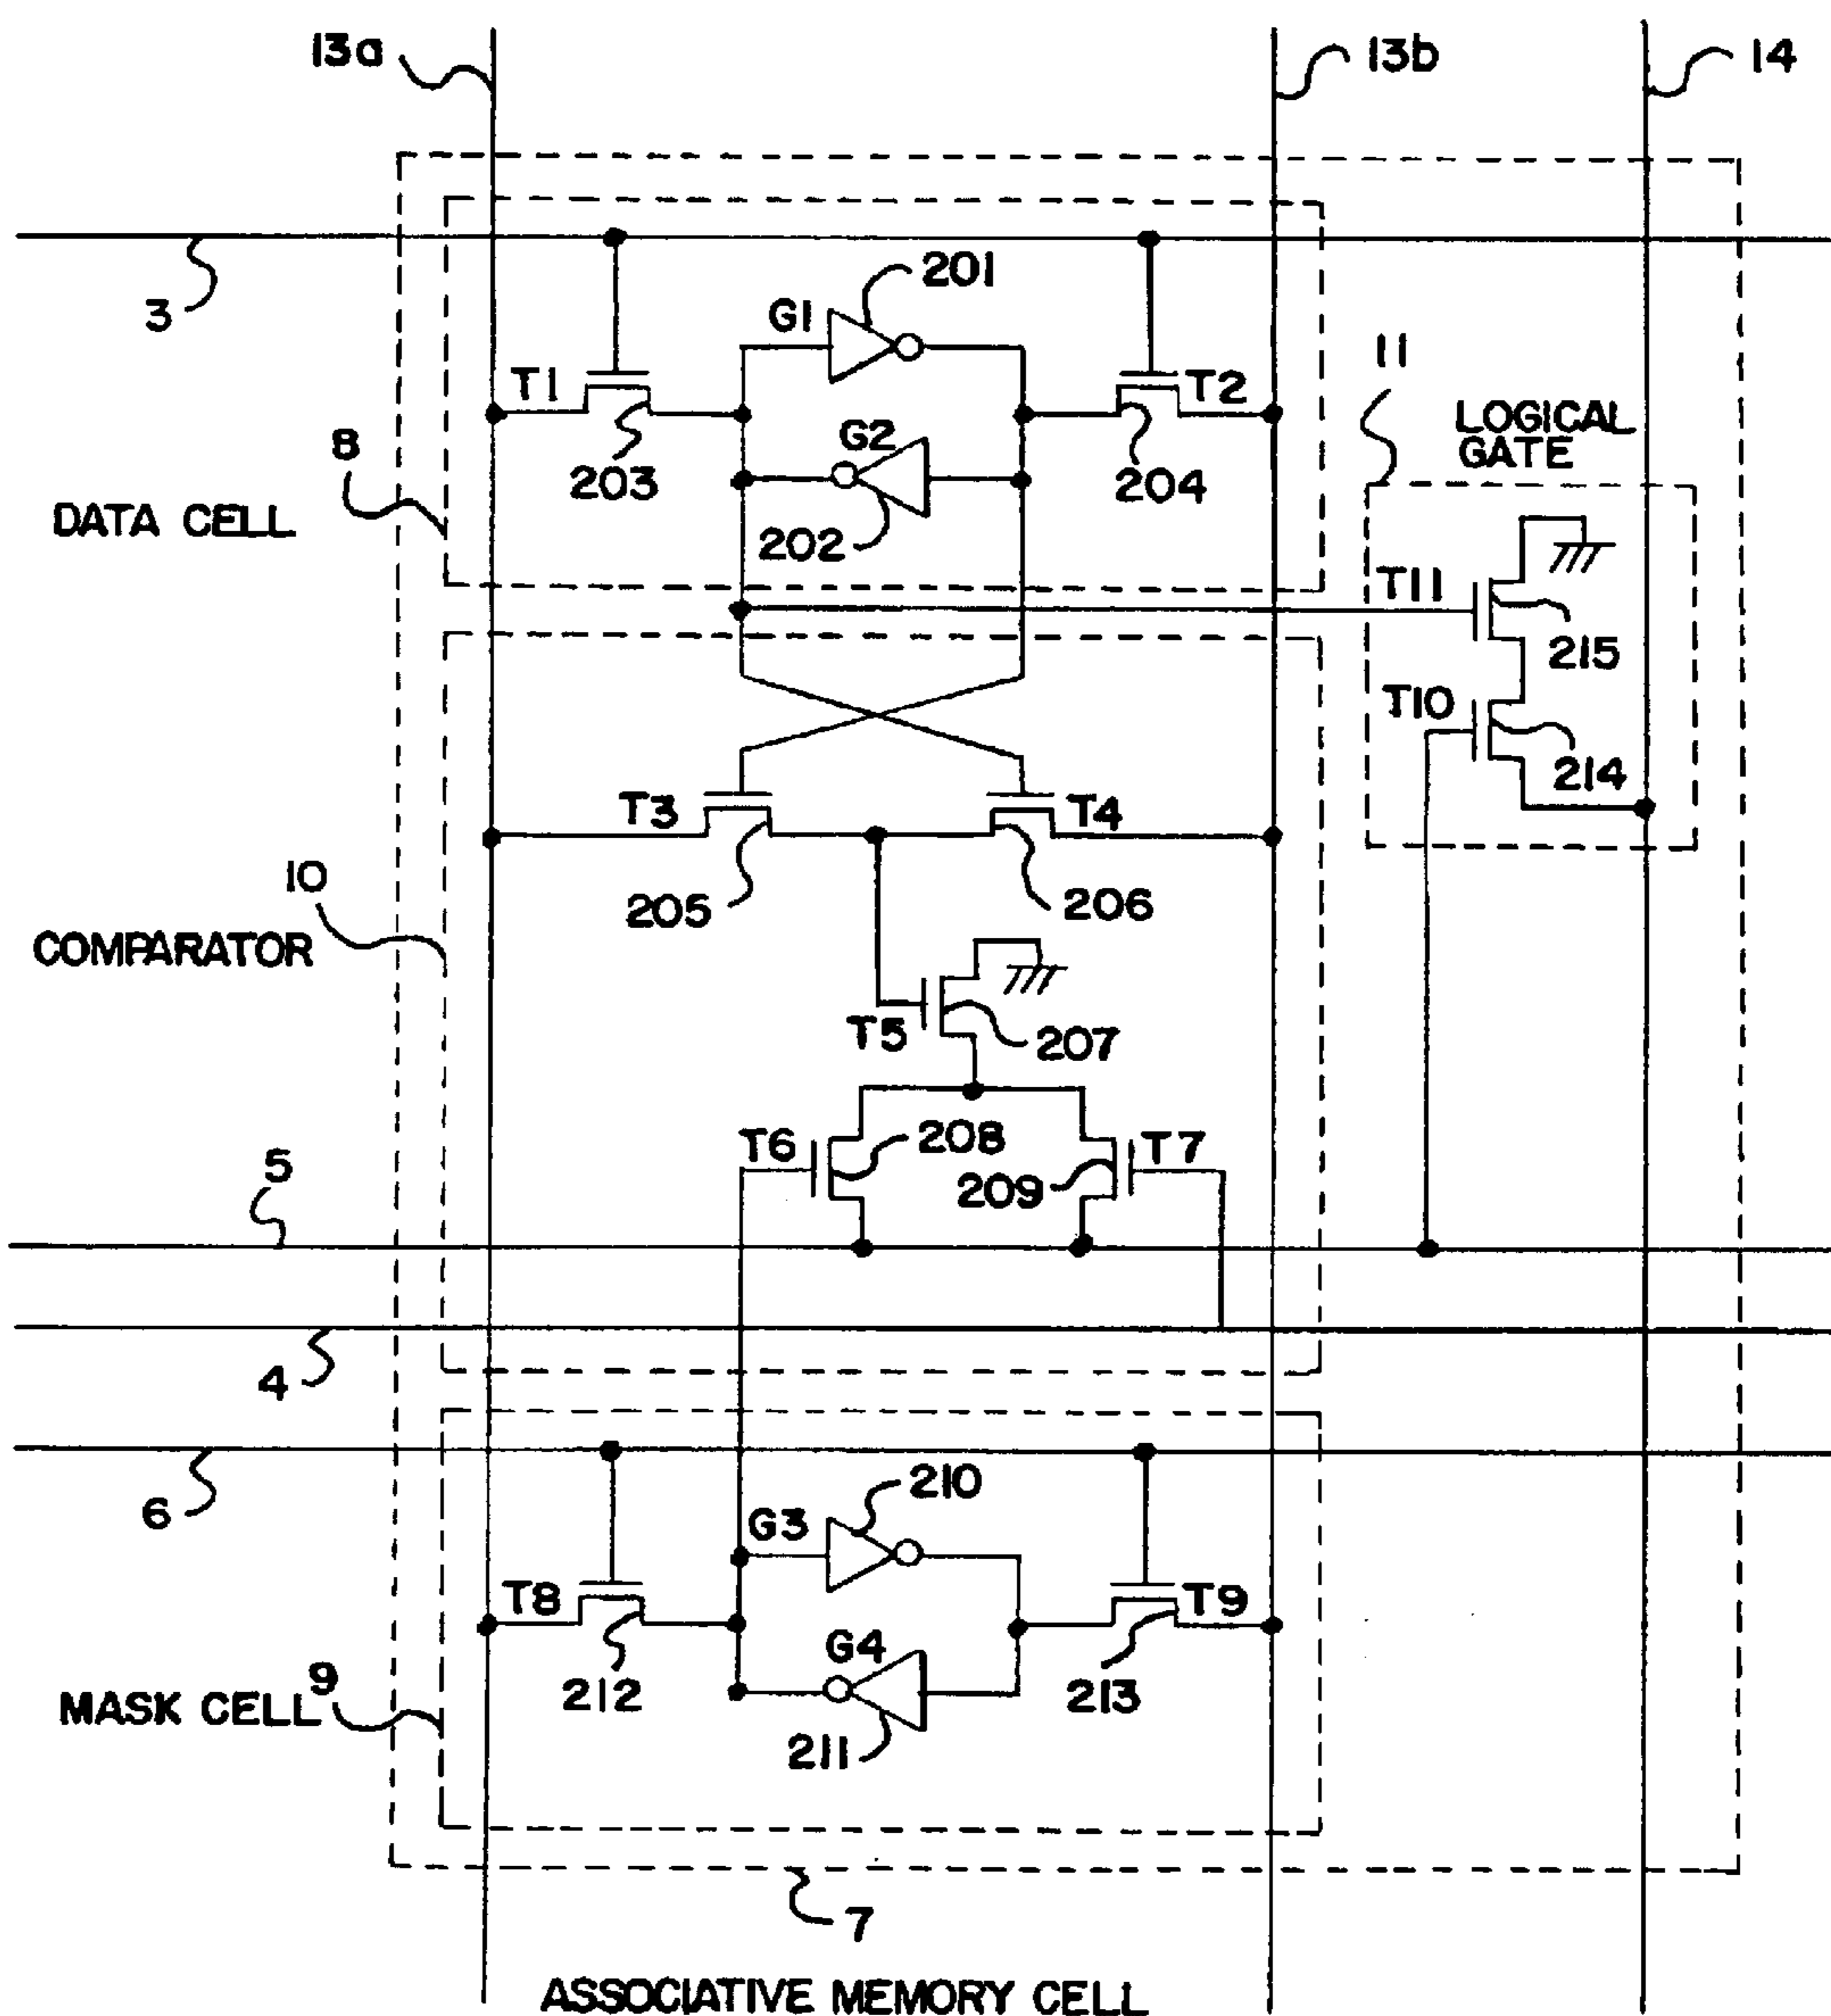 13a
13b
14
3
G1
201
11
T1
T2
LOGICAL
GATE
8
203
G2
204
DATA CELL
202
T11
215
T10
214
T3
T4
10
205
206
COMPARATOR
T5
207
T6
208
T7
209
5
4
6
210
G3
T8
T9
G4
9
212
213
MASK CELL
211
7
ASSOCIATIVE MEMORY CELL